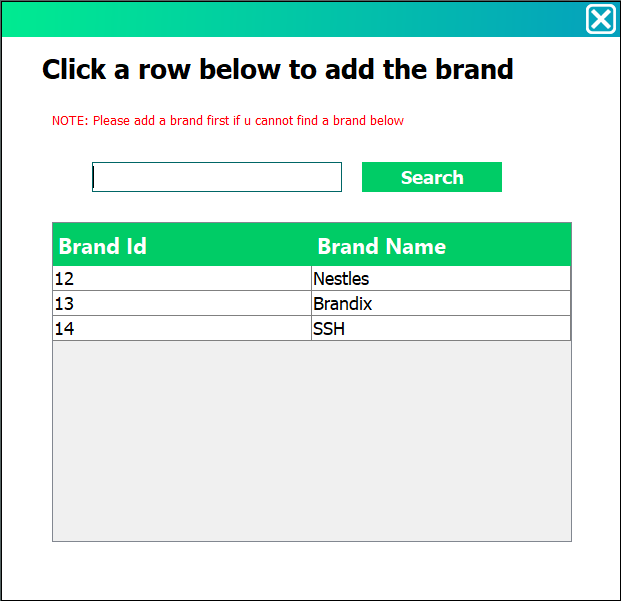 Click a row below to add the brand
NOTE: Please add a brand first if u cannot find a brand below
Search
Brand Id Brand Name
12 Nestles
13 Brandix
14 SSH